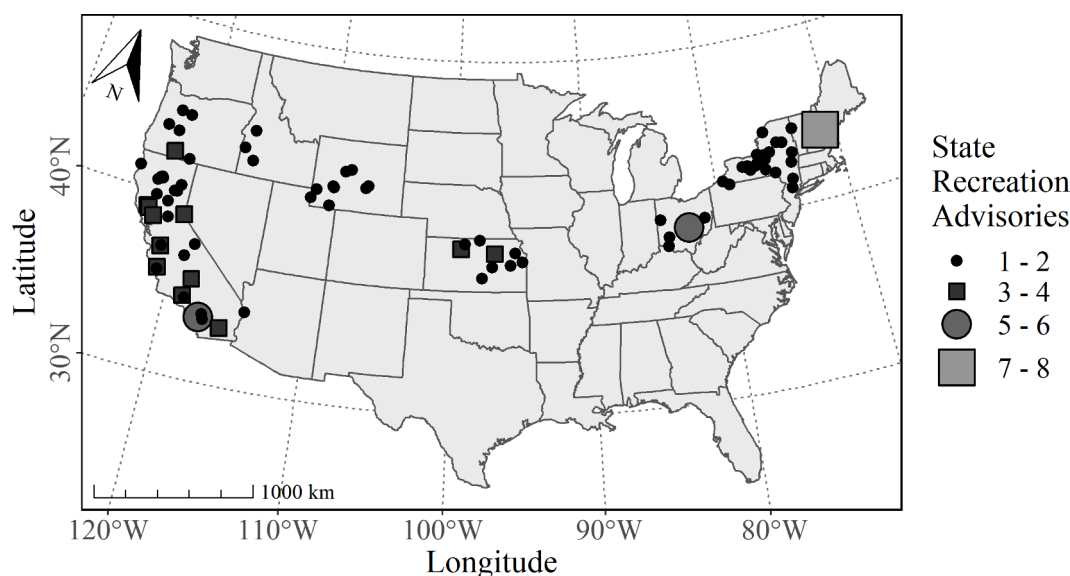 N
40°N
30°N
Latitude
1000 km
120°W
110°W
100°W
90°W
80°W
Longitude
State
Recreation
Advisories
1 - 2
3 - 4
5 - 6
7 - 8